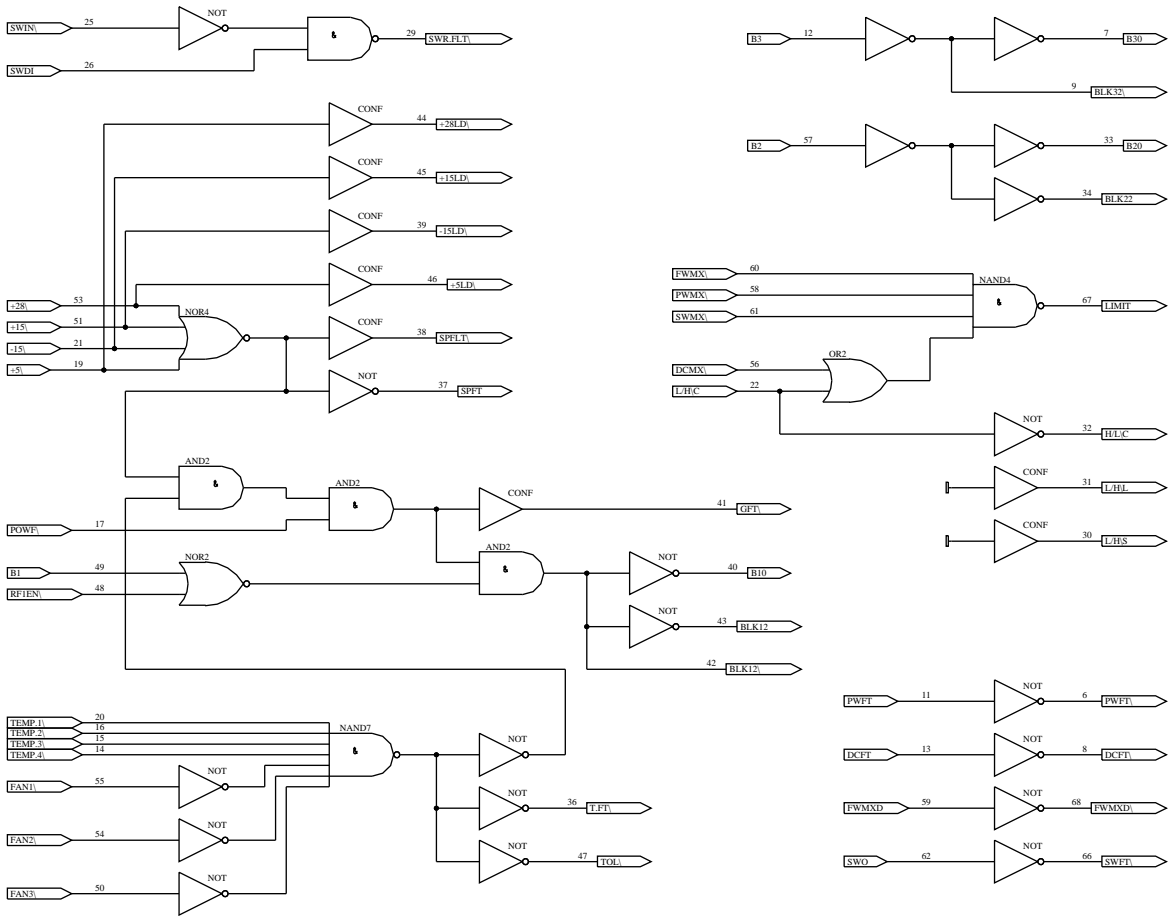 SWIN\ 25 NOT & 29 SWR.FLT\
SWDI 26
CONF 44 +28LD\
CONF 45 +15LD\
CONF 39 -15LD\
CONF 46 +5LD\
+28\ 53 NOR4
+15\ 51
-15\ 21
+5\ 19
CONF 38 SPFLT\
NOT 37 SPFT
AND2 &
AND2 &
POWF\ 17
CONF 41 GFT\
B1 49 NOR2
RF1EN\ 48
AND2 &
NOT 40 B10
NOT 43 BLK12
42 BLK12\
TEMP.1\ 20 NAND7 &
TEMP.2\ 16
TEMP.3\ 15
TEMP.4\ 14
NOT
FAN1\ 55 NOT
NOT 36 T.FT\
FAN2\ 54 NOT
NOT 47 TOL\
FAN3\ 50 NOT
B3 12 7 B30
9 BLK32\
B2 57 33 B20
34 BLK22
FWMX\ 60 NAND4 &
PWMX\ 58 67 LIMIT
SWMX\ 61
DCMX\ 56 OR2
L/H\C 22
NOT 32 H/L\C
CONF 31 L/H\L
CONF 30 L/H\S
PWFT 11 NOT 6 PWFT\
DCFT 13 NOT 8 DCFT\
FWMXD 59 NOT 68 FWMXD\
SWO 62 NOT 66 SWFT\